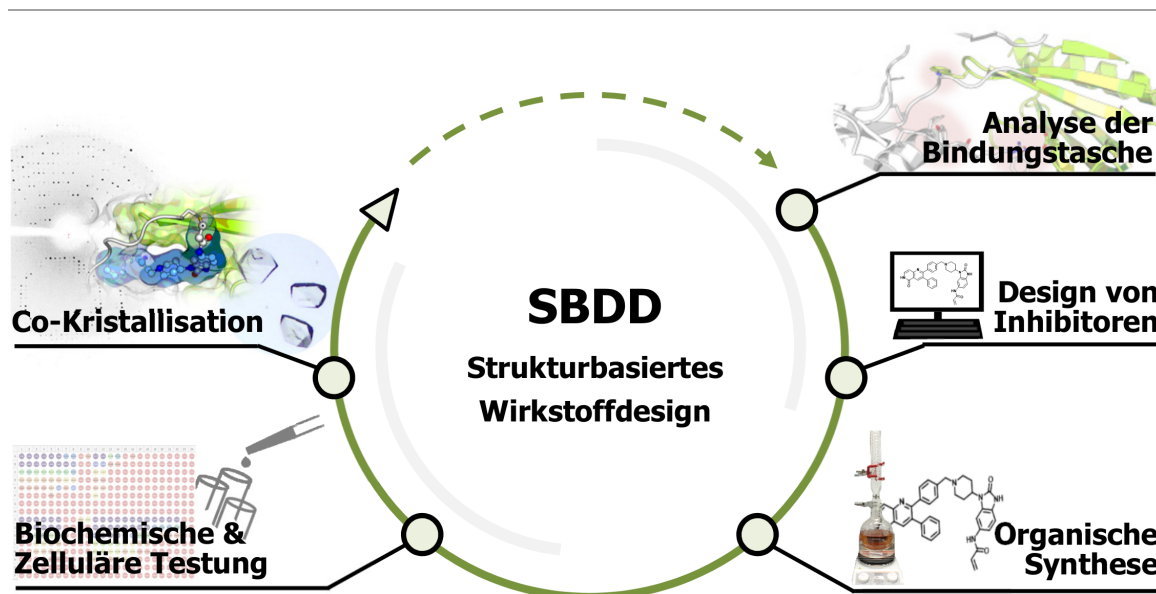 SBDD
Strukturbasiertes
Wirkstoffdesign
Analyse der
Bindungstasche
Design von
Inhibitoren
Organische
Synthese
Biochemische &
Zelluläre Testung
Co-Kristallisation